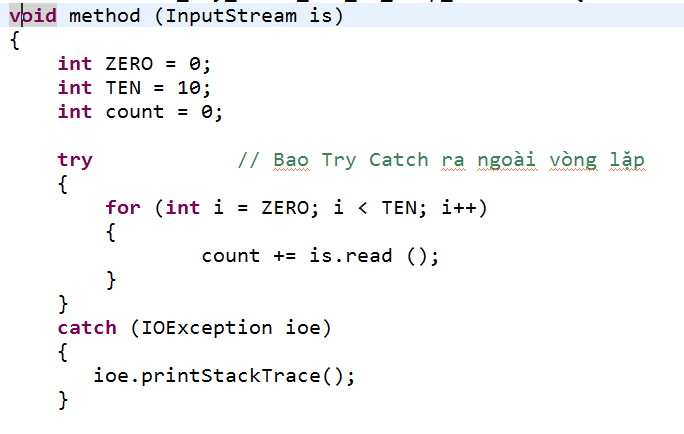 void method (InputStream is)
{
    int ZERO = 0;
    int TEN = 10;
    int count = 0;

    try            // Bao Try Catch ra ngoài vòng lặp
    {
        for (int i = ZERO; i < TEN; i++)
        {
                count += is.read ();
        }
    }
    catch (IOException ioe)
    {
       ioe.printStackTrace();
    }